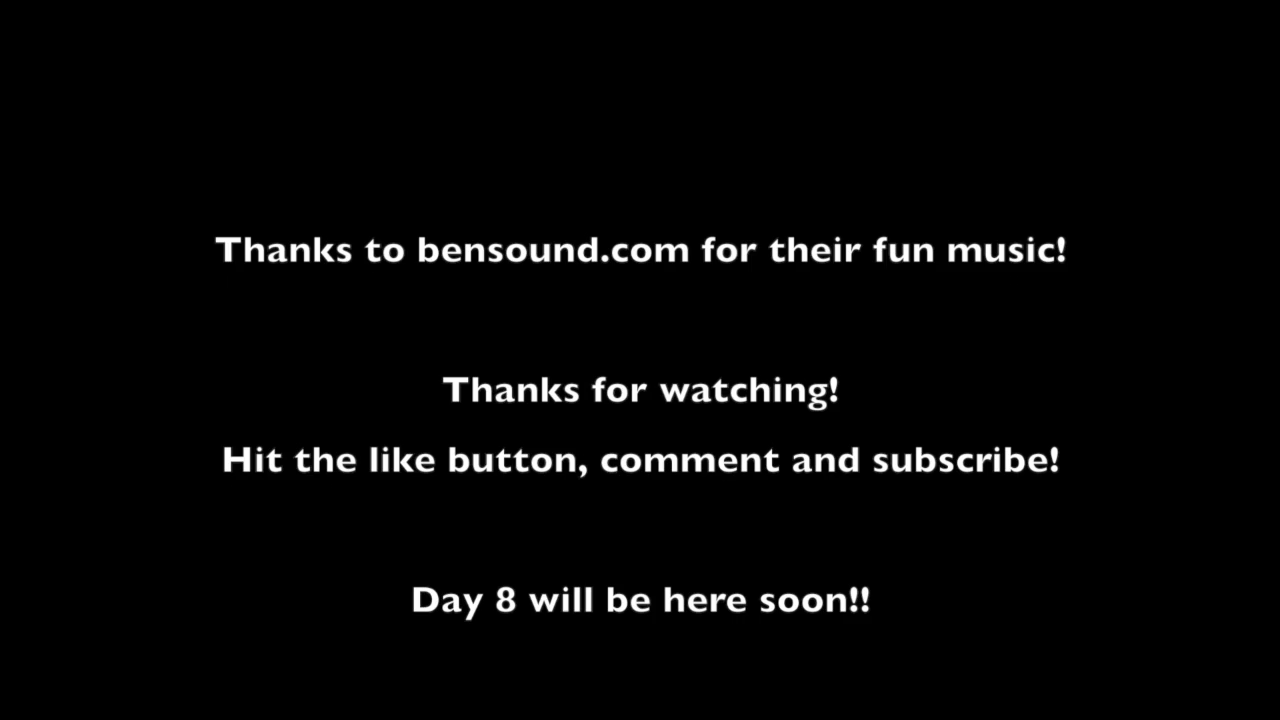 Thanks to bensound.com for their fun music!
Thanks for watching!
Hit the like button, comment and subscribe!
Day 8 will be here soon!!